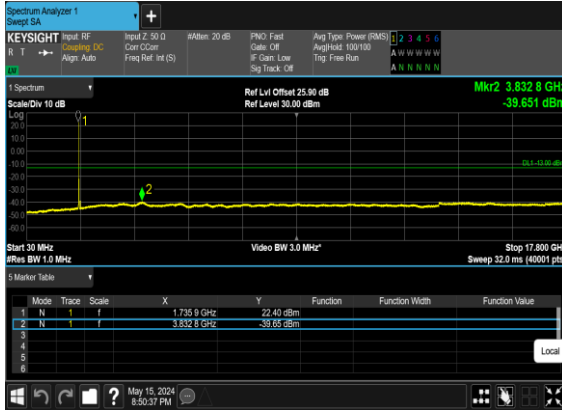 Spectrum Analyzer 1
Swept SA
+
KEYSIGHT Input: RF Input Z: 50 Ω #Atten: 20 dB PNO: Fast Avg Type: Power (RMS) 1 2 3 4 5 6
R T Coupling: DC Corr CCorr Gate: Off Avg|Hold: 100/100 A W W W W W
Align: Auto Freq Ref: Int (S) IF Gain: Low Trig: Free Run
LXI Sig Track: Off A N N N N N
1 Spectrum Ref Lvl Offset 25.90 dB Mkr2 3.832 8 GHz
Scale/Div 10 dB Ref Level 30.00 dBm -39.651 dBm
Log
1
20.0
10.0
0.00
-10.0 DL1 -13.00 dBm
-20.0
-30.0 2
-40.0
-50.0
-60.0
Start 30 MHz Video BW 3.0 MHz* Stop 17.800 GHz
#Res BW 1.0 MHz Sweep 32.0 ms (40001 pts)
5 Marker Table
Mode Trace Scale X Y Function Function Width Function Value
1 N 1 f 1.735 9 GHz 22.40 dBm
2 N 1 f 3.832 8 GHz -39.65 dBm
3
4
5
6
Local
? May 15, 2024
8:50:37 PM